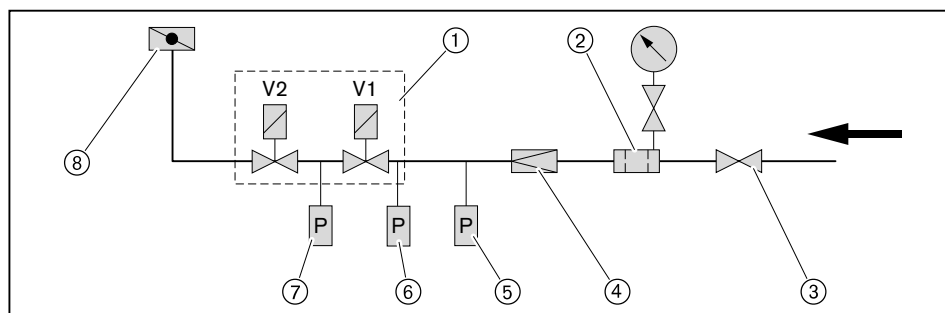 ① ②
V2 V1
⑧
P P P
⑦ ⑥ ⑤ ④ ③